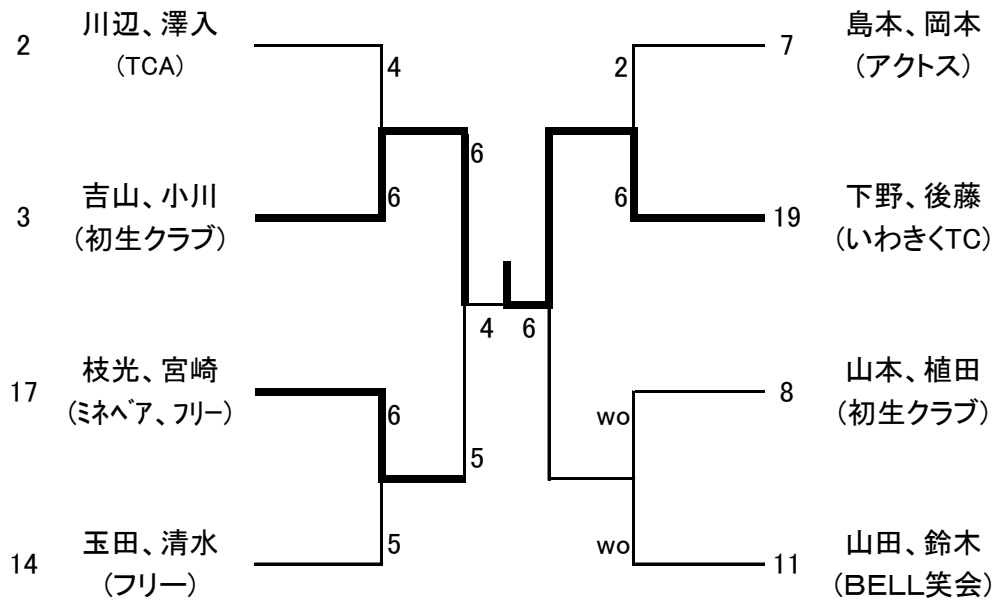 2
川辺、澤入
(TCA)
4
6
3
吉山、小川
(初生クラブ)
6
17
枝光、宮崎
(ミネベア、フリー)
6
5
14
玉田、清水
(フリー)
5
4 6
2
島本、岡本
(アクトス)
7
6
下野、後藤
(いわきくTC)
19
wo
山本、植田
(初生クラブ)
8
wo
山田、鈴木
(BELL笑会)
11